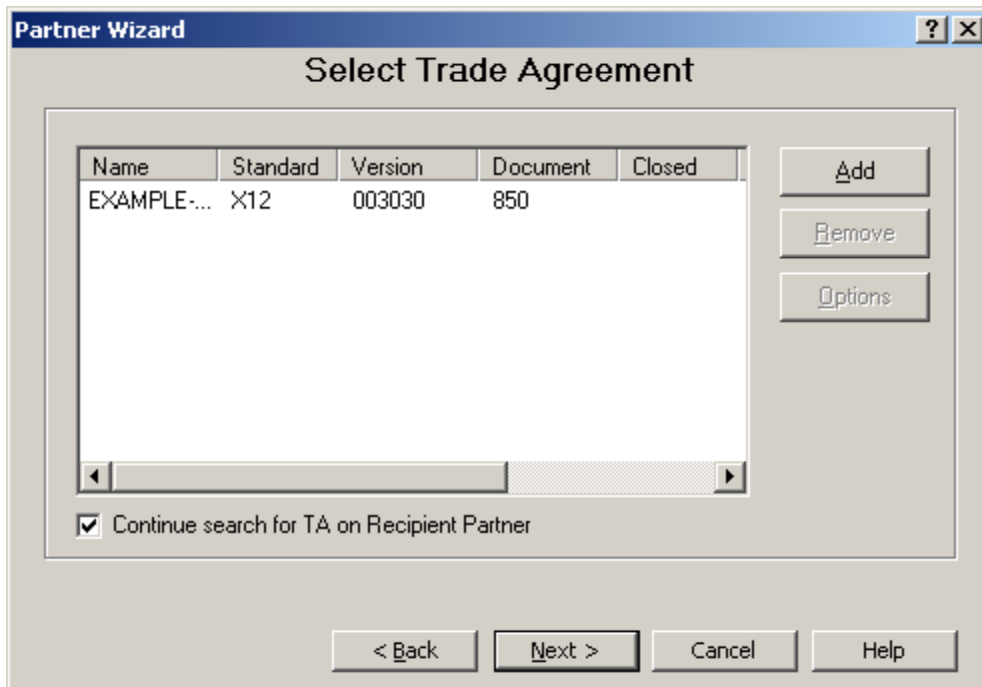 Partner Wizard
Select Trade Agreement
Name Standard Version Document Closed
EXAMPLE-... X12 003030 850
Add
Remove
Options
Continue search for TA on Recipient Partner
< Back Next > Cancel Help